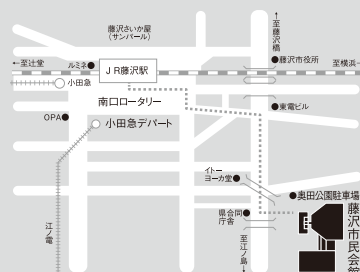 藤沢さいか屋
(サンパール)
↑至藤沢橋
←至辻堂
ルミネ
JR藤沢駅
藤沢市役所
至横浜→
小田急
南口ロータリー
東電ビル
OPA
小田急デパート
イトー
ヨーカ堂
奥田公園駐車場
県合同
庁舎
藤沢市民会館
江ノ電
至江ノ島↓